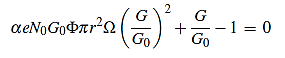 αeN₀G₀Φπr²Ω(G/G₀)² + G/G₀ − 1 = 0